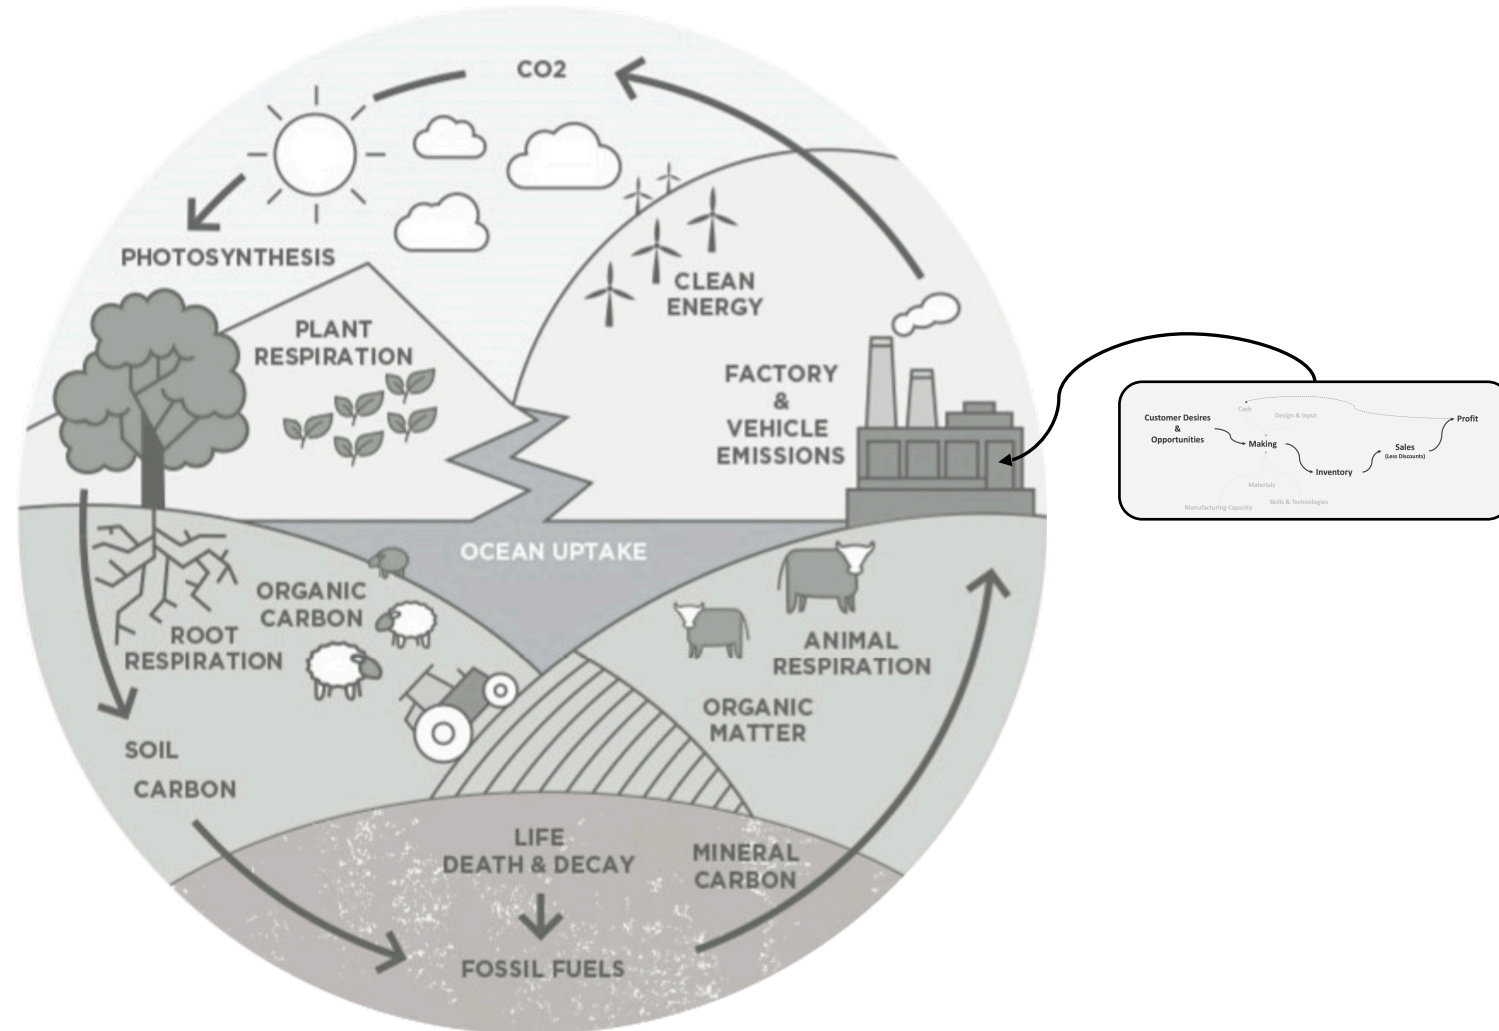 CO2
PHOTOSYNTHESIS
PLANT
RESPIRATION
CLEAN
ENERGY
FACTORY
&
VEHICLE
EMISSIONS
OCEAN UPTAKE
ORGANIC
CARBON
ROOT
RESPIRATION
ANIMAL
RESPIRATION
ORGANIC
MATTER
SOIL
CARBON
LIFE
DEATH & DECAY
MINERAL
CARBON
FOSSIL FUELS
Customer Desires
&
Opportunities
Cash
Design & Input
Making
Materials
Manufacturing Capacity
Skills & Technologies
Inventory
Sales
(Less Discounts)
Profit